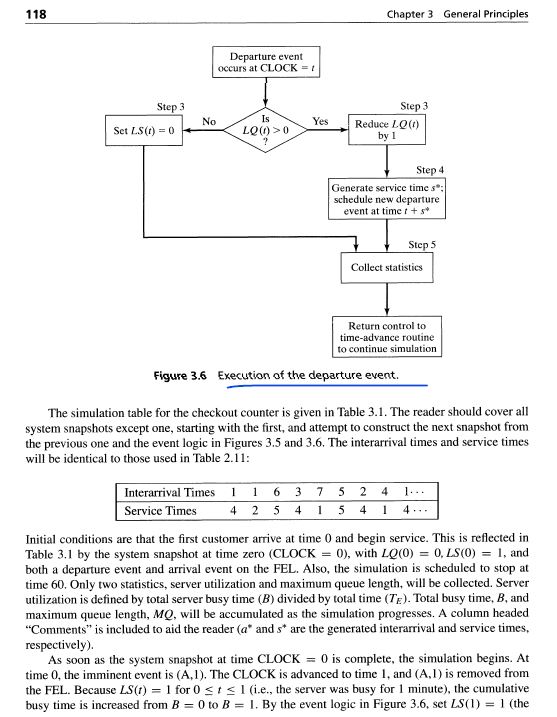 118
Chapter 3 General Principles
Departure event
occurs at CLOCK = t
Step 3
No
Is
LQ(t) > 0
?
Yes
Step 3
Set LS(t) = 0
Reduce LQ(t)
by 1
Step 4
Generate service time s*;
schedule new departure
event at time t + s*
Step 5
Collect statistics
Return control to
time-advance routine
to continue simulation
Figure 3.6 Execution of the departure event.
The simulation table for the checkout counter is given in Table 3.1. The reader should cover all
system snapshots except one, starting with the first, and attempt to construct the next snapshot from
the previous one and the event logic in Figures 3.5 and 3.6. The interarrival times and service times
will be identical to those used in Table 2.11:
Interarrival Times 1 1 6 3 7 5 2 4 1···
Service Times 4 2 5 4 1 5 4 1 4···
Initial conditions are that the first customer arrive at time 0 and begin service. This is reflected in
Table 3.1 by the system snapshot at time zero (CLOCK = 0), with LQ(0) = 0, LS(0) = 1, and
both a departure event and arrival event on the FEL. Also, the simulation is scheduled to stop at
time 60. Only two statistics, server utilization and maximum queue length, will be collected. Server
utilization is defined by total server busy time (B) divided by total time (TE). Total busy time, B, and
maximum queue length, MQ, will be accumulated as the simulation progresses. A column headed
“Comments” is included to aid the reader (a* and s* are the generated interarrival and service times,
respectively).
As soon as the system snapshot at time CLOCK = 0 is complete, the simulation begins. At
time 0, the imminent event is (A,1). The CLOCK is advanced to time 1, and (A,1) is removed from
the FEL. Because LS(t) = 1 for 0 ≤ t ≤ 1 (i.e., the server was busy for 1 minute), the cumulative
busy time is increased from B = 0 to B = 1. By the event logic in Figure 3.6, set LS(1) = 1 (the